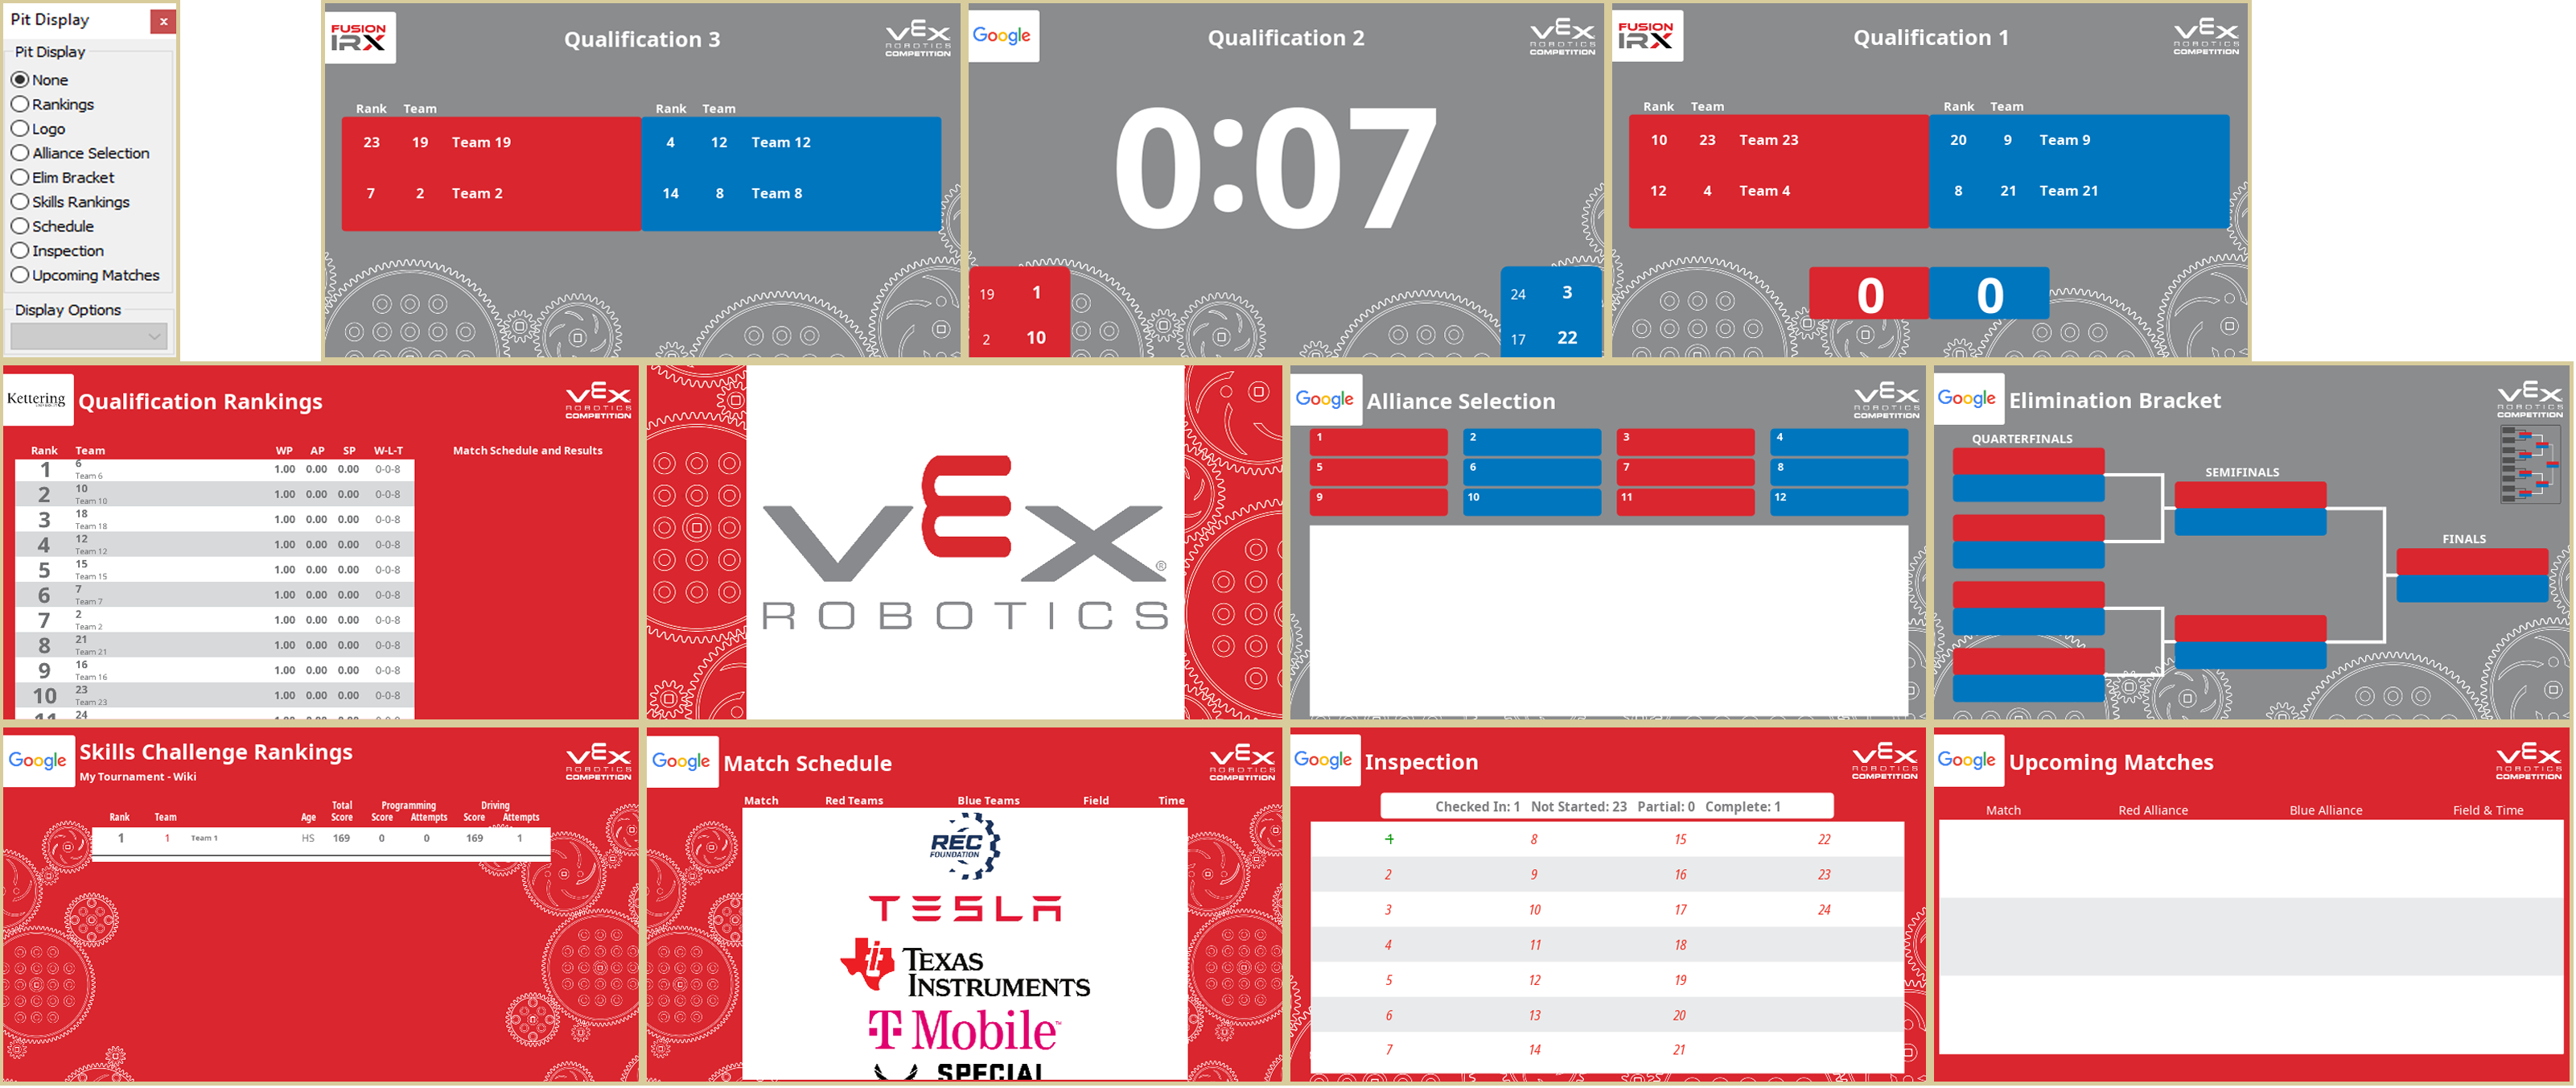 Pit Display
x
Pit Display
None
Rankings
Logo
Alliance Selection
Elim Bracket
Skills Rankings
Schedule
Inspection
Upcoming Matches
Display Options
FUSION
IRX
Qualification 3
VEX
ROBOTICS
COMPETITION
Rank Team Rank Team
23 19 Team 19 4 12 Team 12
7 2 Team 2 14 8 Team 8
Google
Qualification 2
VEX
ROBOTICS
COMPETITION
0:07
19 1 24 3
2 10 17 22
FUSION
IRX
Qualification 1
VEX
ROBOTICS
COMPETITION
Rank Team Rank Team
10 23 Team 23 20 9 Team 9
12 4 Team 4 8 21 Team 21
0 0
Kettering
Qualification Rankings
VEX
ROBOTICS
COMPETITION
Rank Team WP AP SP W-L-T Match Schedule and Results
1 6 Team 6 1.00 0.00 0.00 0-0-8
2 10 Team 10 1.00 0.00 0.00 0-0-8
3 18 Team 18 1.00 0.00 0.00 0-0-8
4 12 Team 12 1.00 0.00 0.00 0-0-8
5 15 Team 15 1.00 0.00 0.00 0-0-8
6 7 Team 7 1.00 0.00 0.00 0-0-8
7 2 Team 2 1.00 0.00 0.00 0-0-8
8 21 Team 21 1.00 0.00 0.00 0-0-8
9 16 Team 16 1.00 0.00 0.00 0-0-8
10 23 Team 23 1.00 0.00 0.00 0-0-8
11 24
VEX®
ROBOTICS
Google
Alliance Selection
VEX
ROBOTICS
COMPETITION
1 2 3 4
5 6 7 8
9 10 11 12
Google
Elimination Bracket
VEX
ROBOTICS
COMPETITION
QUARTERFINALS
SEMIFINALS
FINALS
Google
Skills Challenge Rankings
My Tournament - Wiki
VEX
ROBOTICS
COMPETITION
Total Programming Driving
Rank Team Age Score Score Attempts Score Attempts
1 1 Team 1 HS 169 0 0 169 1
Google
Match Schedule
VEX
ROBOTICS
COMPETITION
Match Red Teams Blue Teams Field Time
REC
FOUNDATION
TESLA
TEXAS
INSTRUMENTS
T Mobile™
SPECIAL
Google
Inspection
VEX
ROBOTICS
COMPETITION
Checked In: 1 Not Started: 23 Partial: 0 Complete: 1
1 8 15 22
2 9 16 23
3 10 17 24
4 11 18
5 12 19
6 13 20
7 14 21
Google
Upcoming Matches
VEX
ROBOTICS
COMPETITION
Match Red Alliance Blue Alliance Field & Time